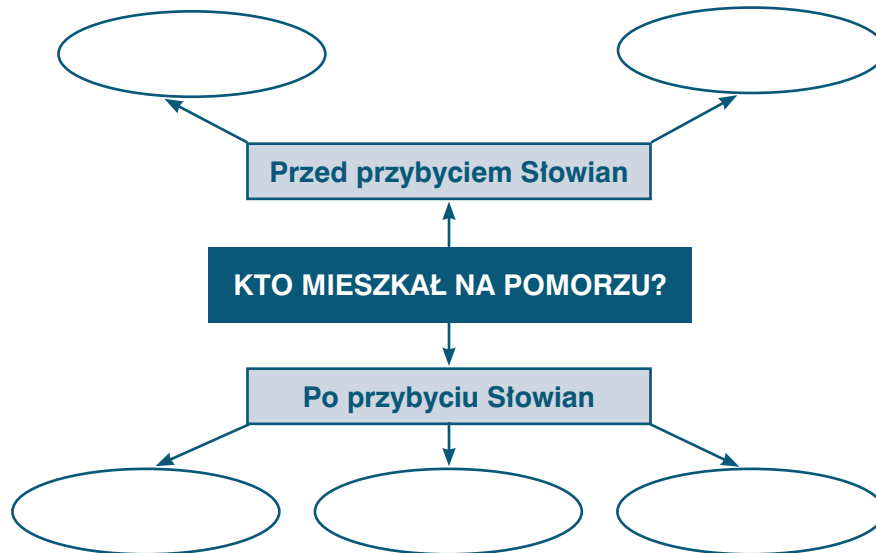 Przed przybyciem Słowian
KTO MIESZKAŁ NA POMORZU?
Po przybyciu Słowian